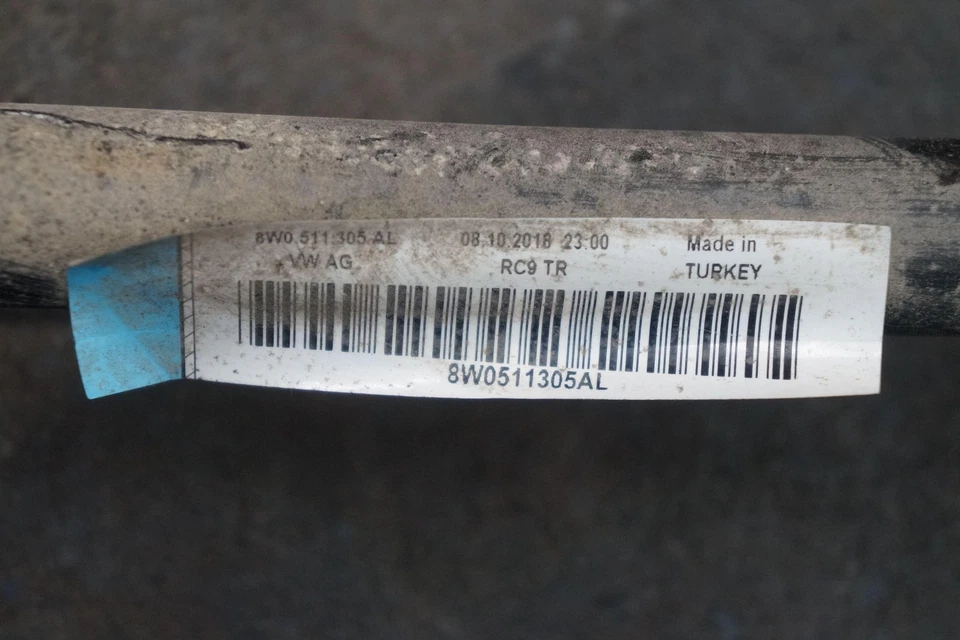 8W0.511.305.AL 08.10.2018 23:00 Made in
VW AG RC9 TR TURKEY
8W0511305AL